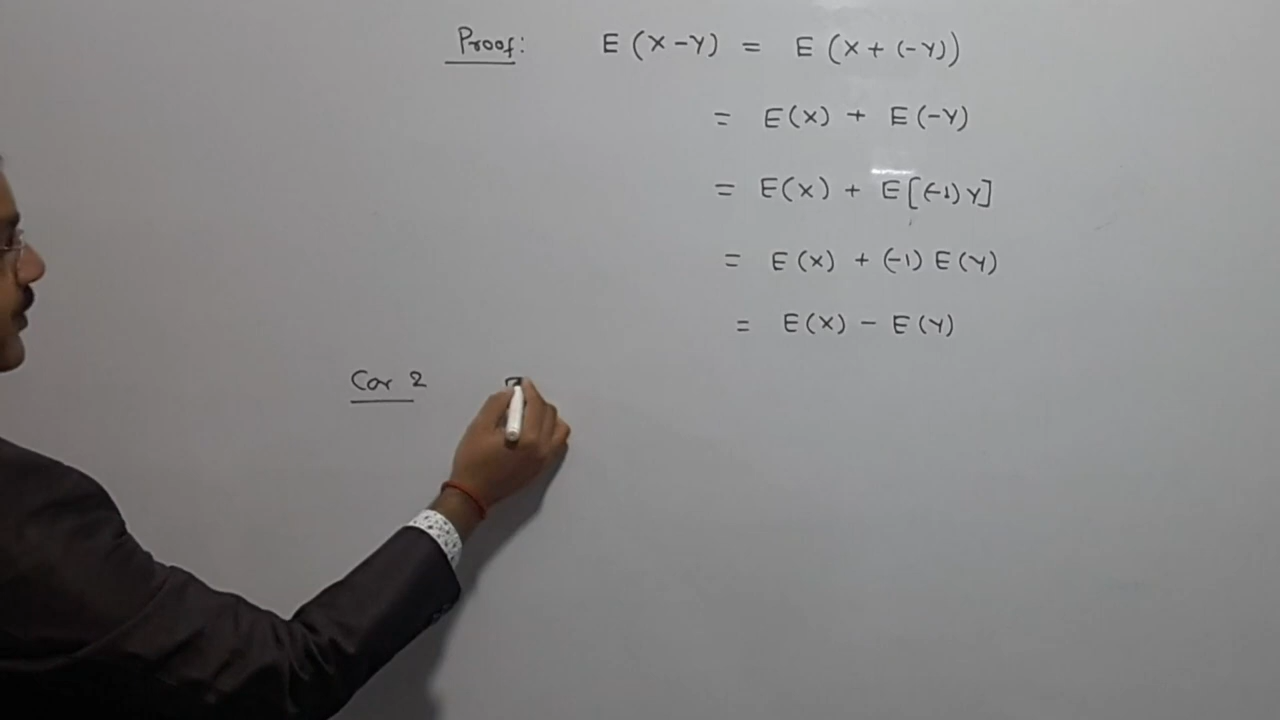 Proof: E (X-Y) = E (X + (-Y))
= E(X) + E(-Y)
= E(X) + E[(-1)Y]
= E(X) + (-1) E(Y)
= E(X) - E(Y)
Cor 2